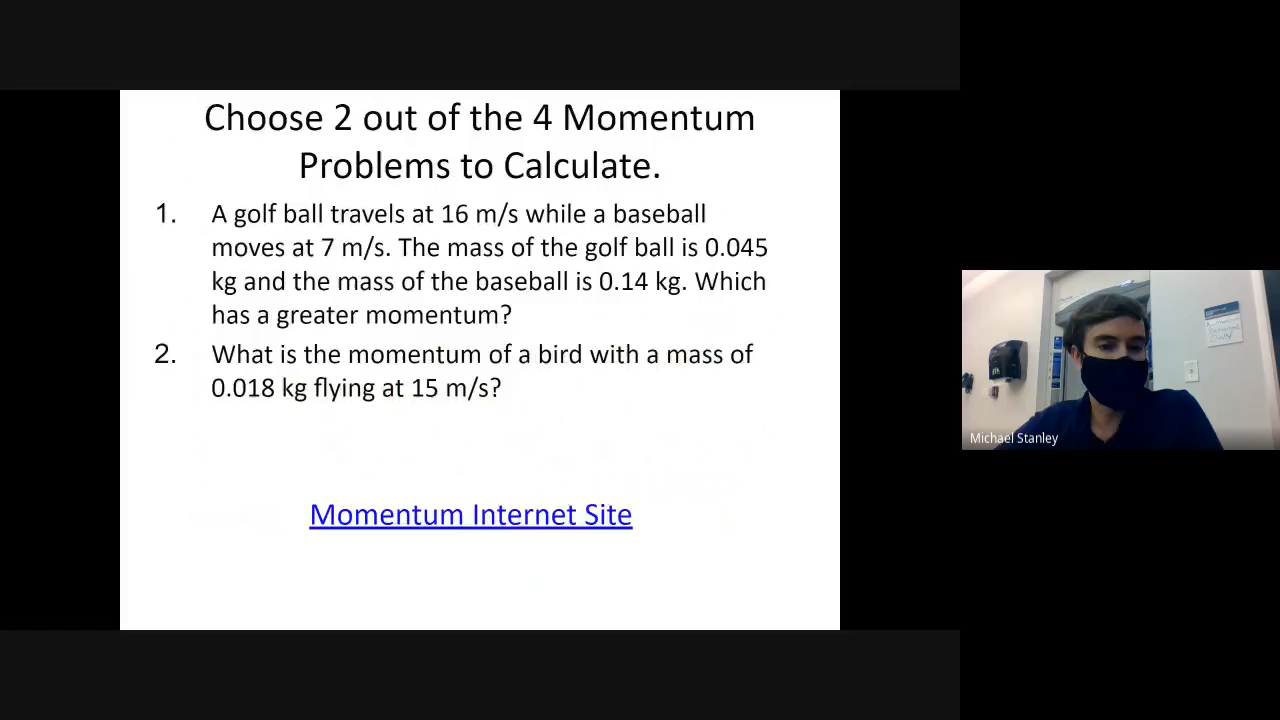 Choose 2 out of the 4 Momentum
Problems to Calculate.
1. A golf ball travels at 16 m/s while a baseball
moves at 7 m/s. The mass of the golf ball is 0.045
kg and the mass of the baseball is 0.14 kg. Which
has a greater momentum?
2. What is the momentum of a bird with a mass of
0.018 kg flying at 15 m/s?
Momentum Internet Site
Michael Stanley